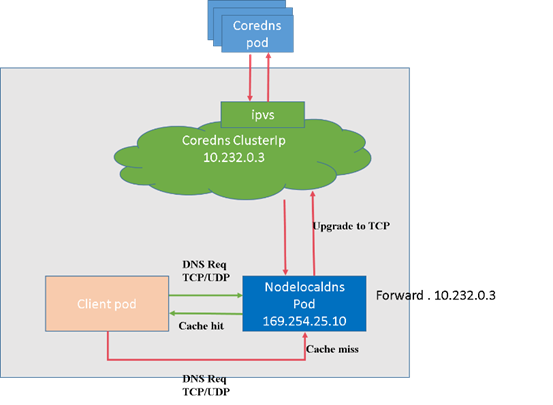 Coredns
pod
ipvs
Coredns ClusterIp
10.232.0.3
Upgrade to TCP
DNS Req
TCP/UDP
Client pod
Nodelocaldns
Pod
169.254.25.10
Forward . 10.232.0.3
Cache hit
Cache miss
DNS Req
TCP/UDP